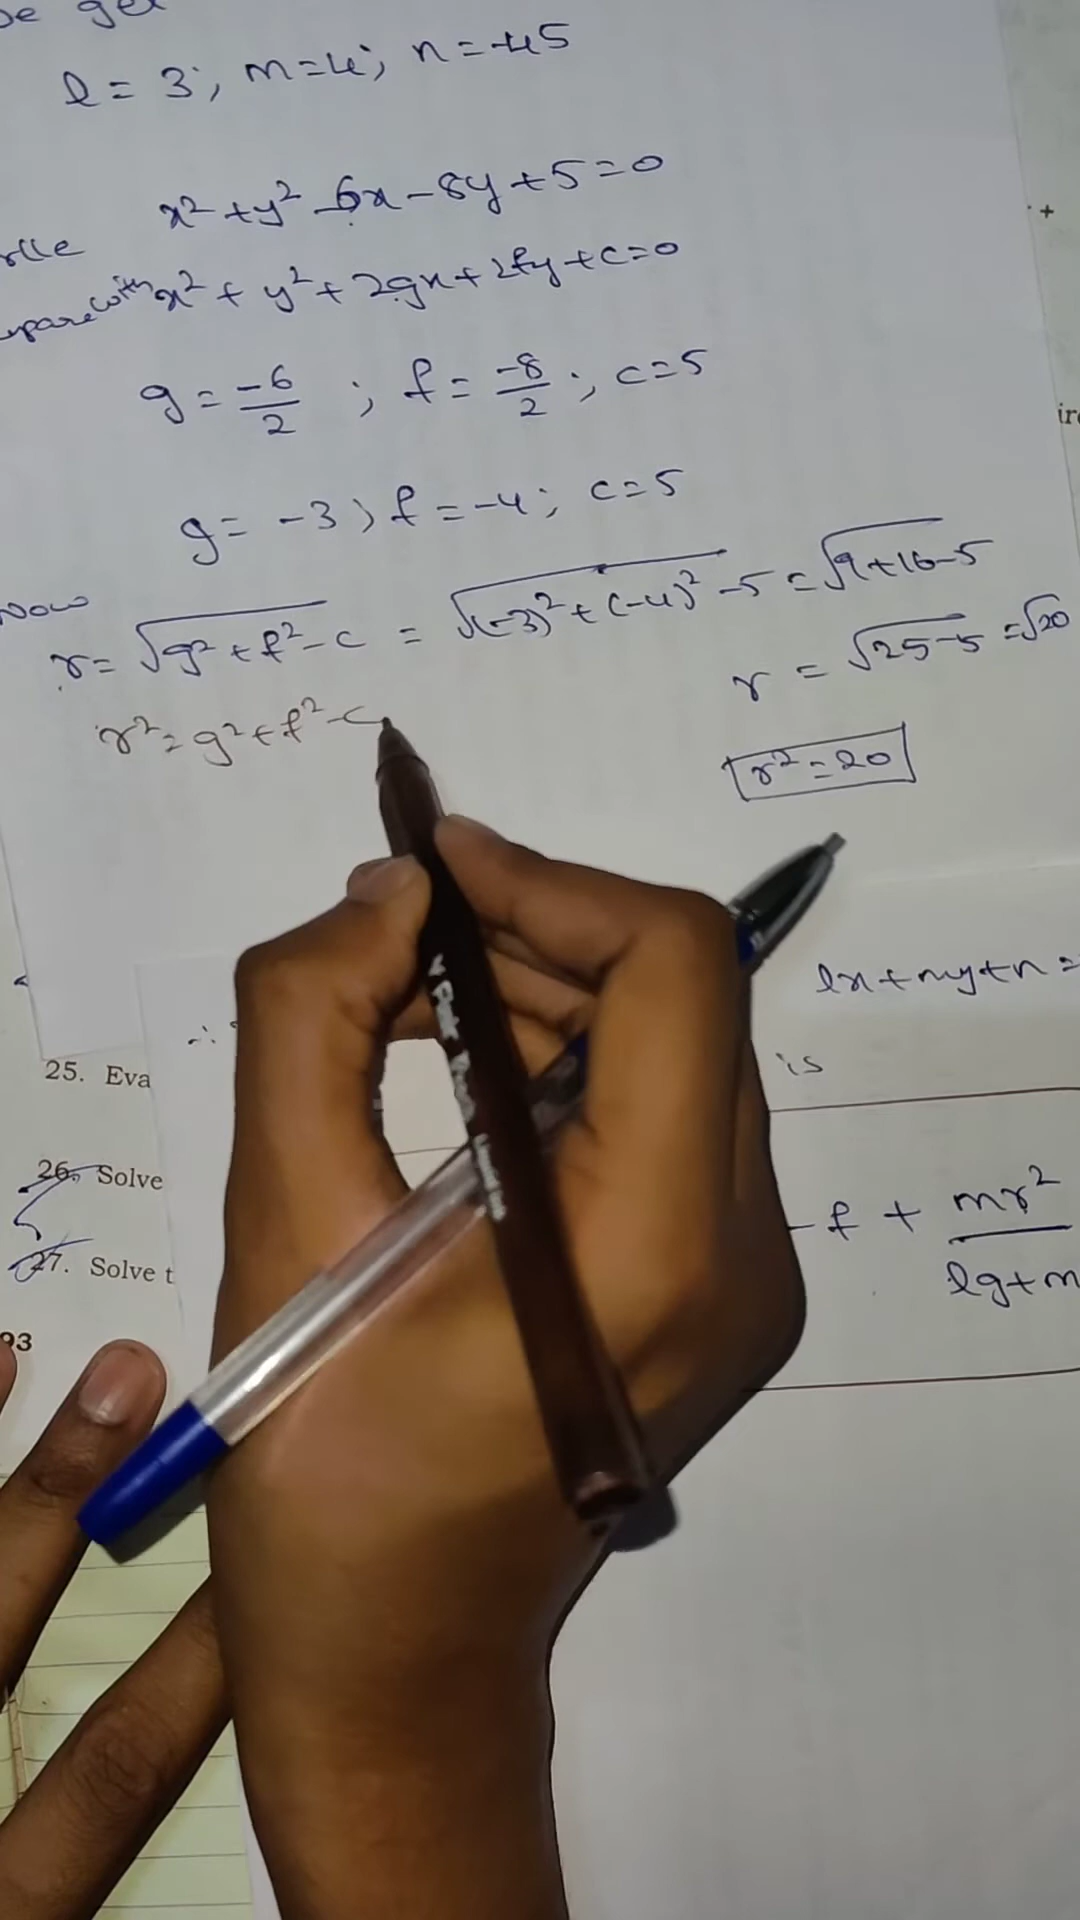 l = 3 ; m = 4 ; n = -45
x² + y² - 6x - 8y + 5 = 0
with x² + y² + 2gx + 2fy + c = 0
g = -6/2 ; f = -8/2 ; c = 5
g = -3 ; f = -4 ; c = 5
Now
r = √(g² + f² - c) = √((-3)² + (-4)² - 5) = √(9 + 16 - 5)
r = √(25 - 5) = √20
r² = g² + f² - c
r² = 20
lx + my + n =
∴
is
25. Eva
26. Solve
- f + mr²
lg + m
27. Solve t
93